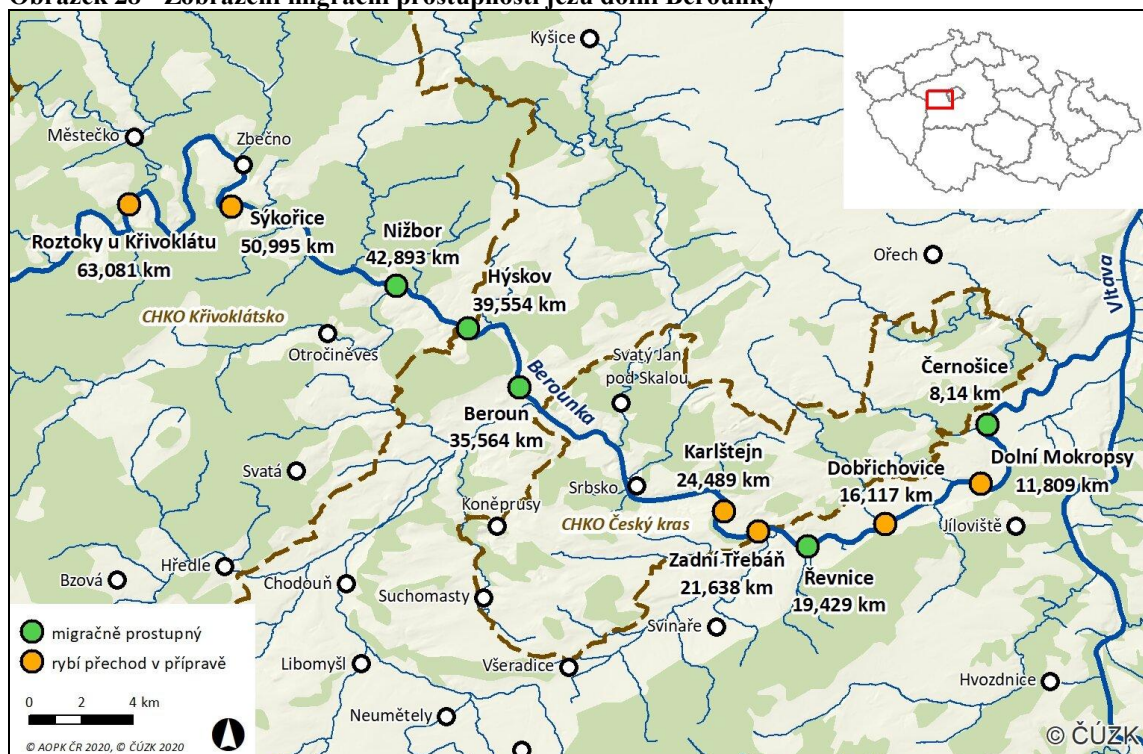 Obrázek 28 - Zobrazení migrační prostupnosti jezů dolní Berounky
Kyšice
Městečko
Zbečno
Sýkořice
50,995 km
Roztoky u Křivoklátu
63,081 km
Nižbor
42,893 km
Hýskov
39,554 km
Ořech
Vltava
CHKO Křivoklátsko
Otročiněves
Svatý Jan
pod Skalou
Berounka
Černošice
8,14 km
Beroun
35,564 km
Karlštejn
24,489 km
Dobřichovice
16,117 km
Dolní Mokropsy
11,809 km
Svatá
Srbsko
Koněprusy
CHKO Český kras
Jíloviště
Zadní Třebáň
21,638 km
Řevnice
19,429 km
Hředle
Bzová
Chodouň
Suchomasty
Svinaře
migračně prostupný
rybí přechod v přípravě
Libomyšl
Všeradice
Hvozdnice
Neumětely
0 2 4 km
© AOPK ČR 2020, © ČÚZK 2020
© ČÚZK